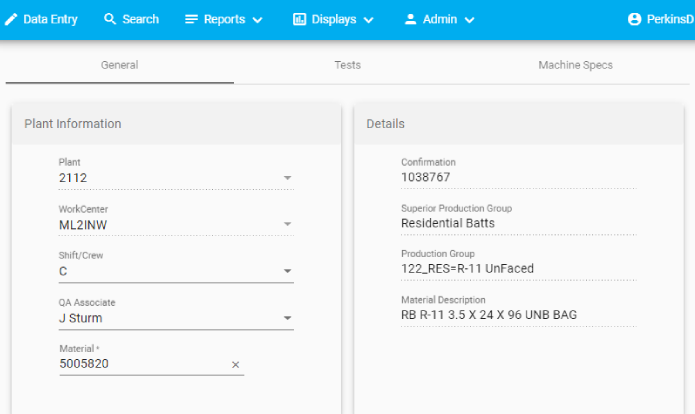 Data Entry Search Reports Displays Admin PerkinsD
General Tests Machine Specs
Plant Information
Plant
2112
WorkCenter
ML2INW
Shift/Crew
C
QA Associate
J Sturm
Material *
5005820 ×
Details
Confirmation
1038767
Superior Production Group
Residential Batts
Production Group
122_RES=R-11 UnFaced
Material Description
RB R-11 3.5 X 24 X 96 UNB BAG